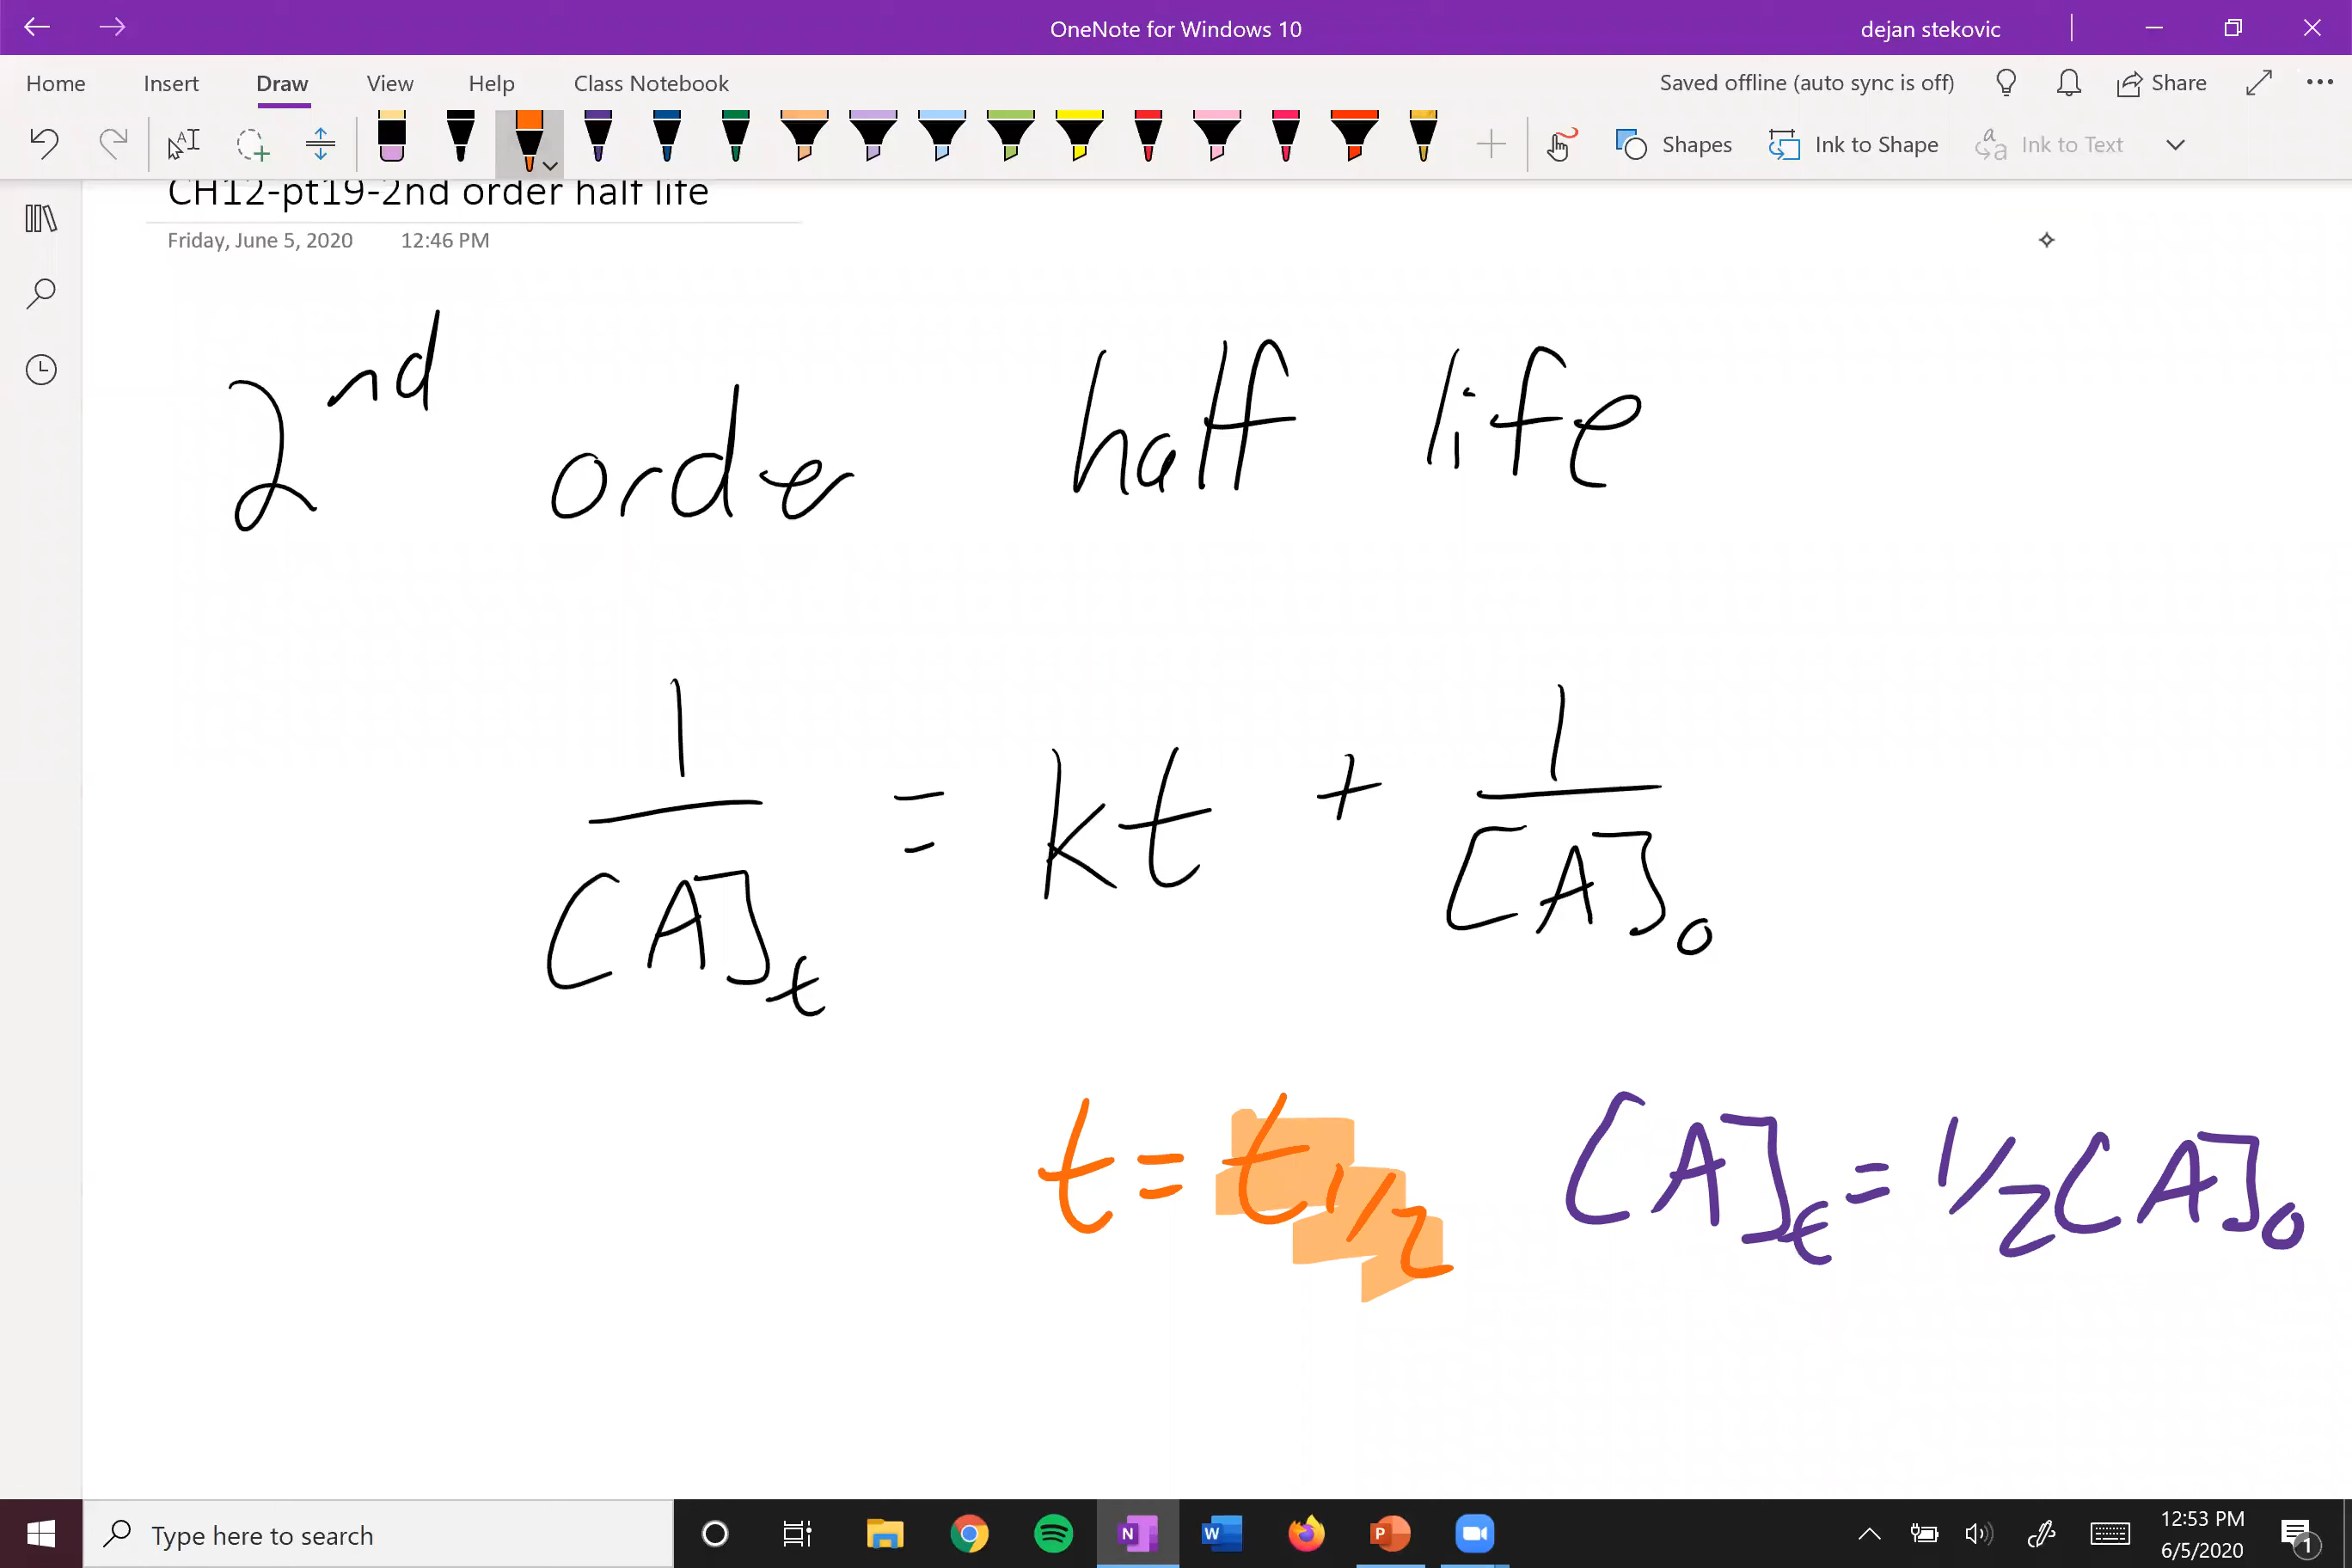 OneNote for Windows 10
dejan stekovic
Home Insert Draw View Help Class Notebook
Saved offline (auto sync is off) Share
Shapes Ink to Shape Ink to Text
CH12-pt19-2nd order half life
Friday, June 5, 2020 12:46 PM
2nd order half life
1/[A]t = kt + 1/[A]0
t = t1/2 [A]t = 1/2[A]0
Type here to search
12:53 PM
6/5/2020
1